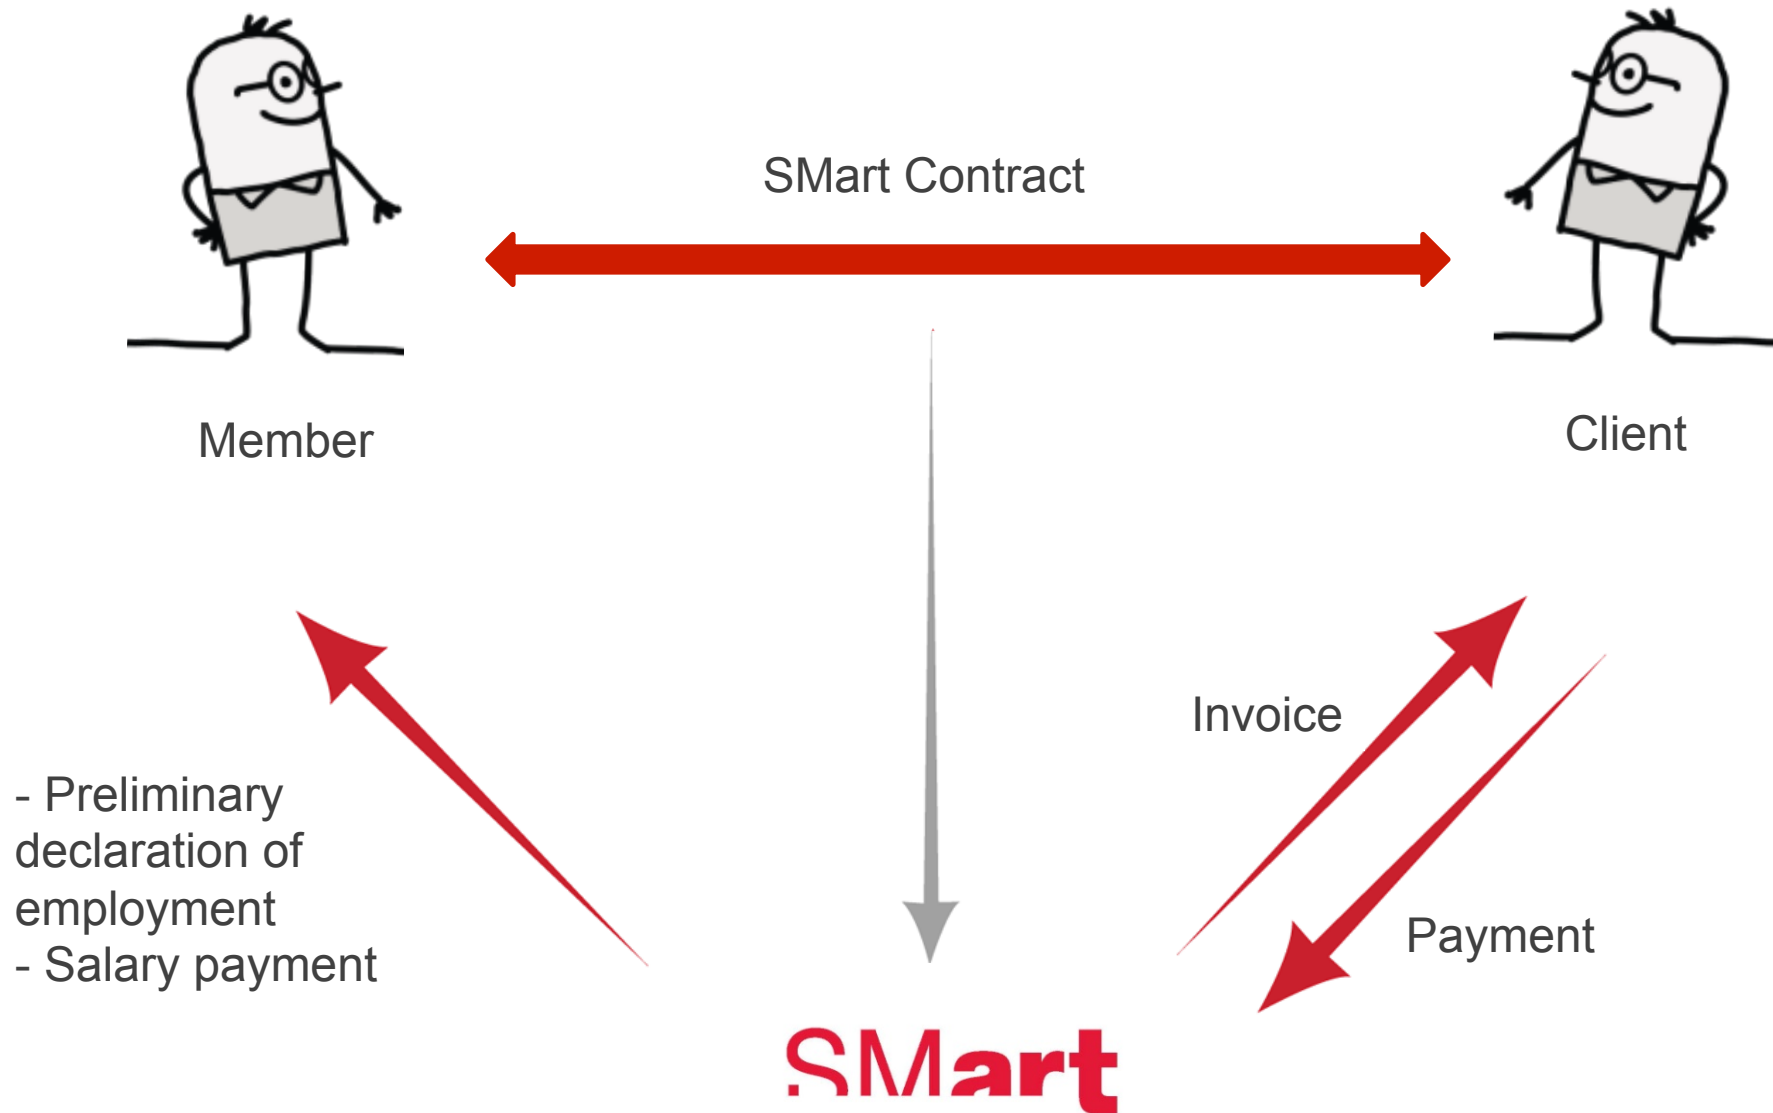 SMart Contract
Member
Client
Invoice
- Preliminary
declaration of
employment
- Salary payment
Payment
SMart